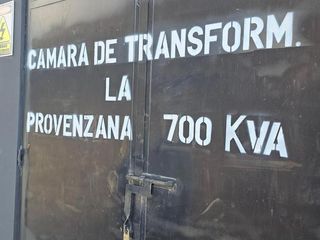 CAMARA DE TRANSFORM.
LA
PROVENZANA 700 KVA